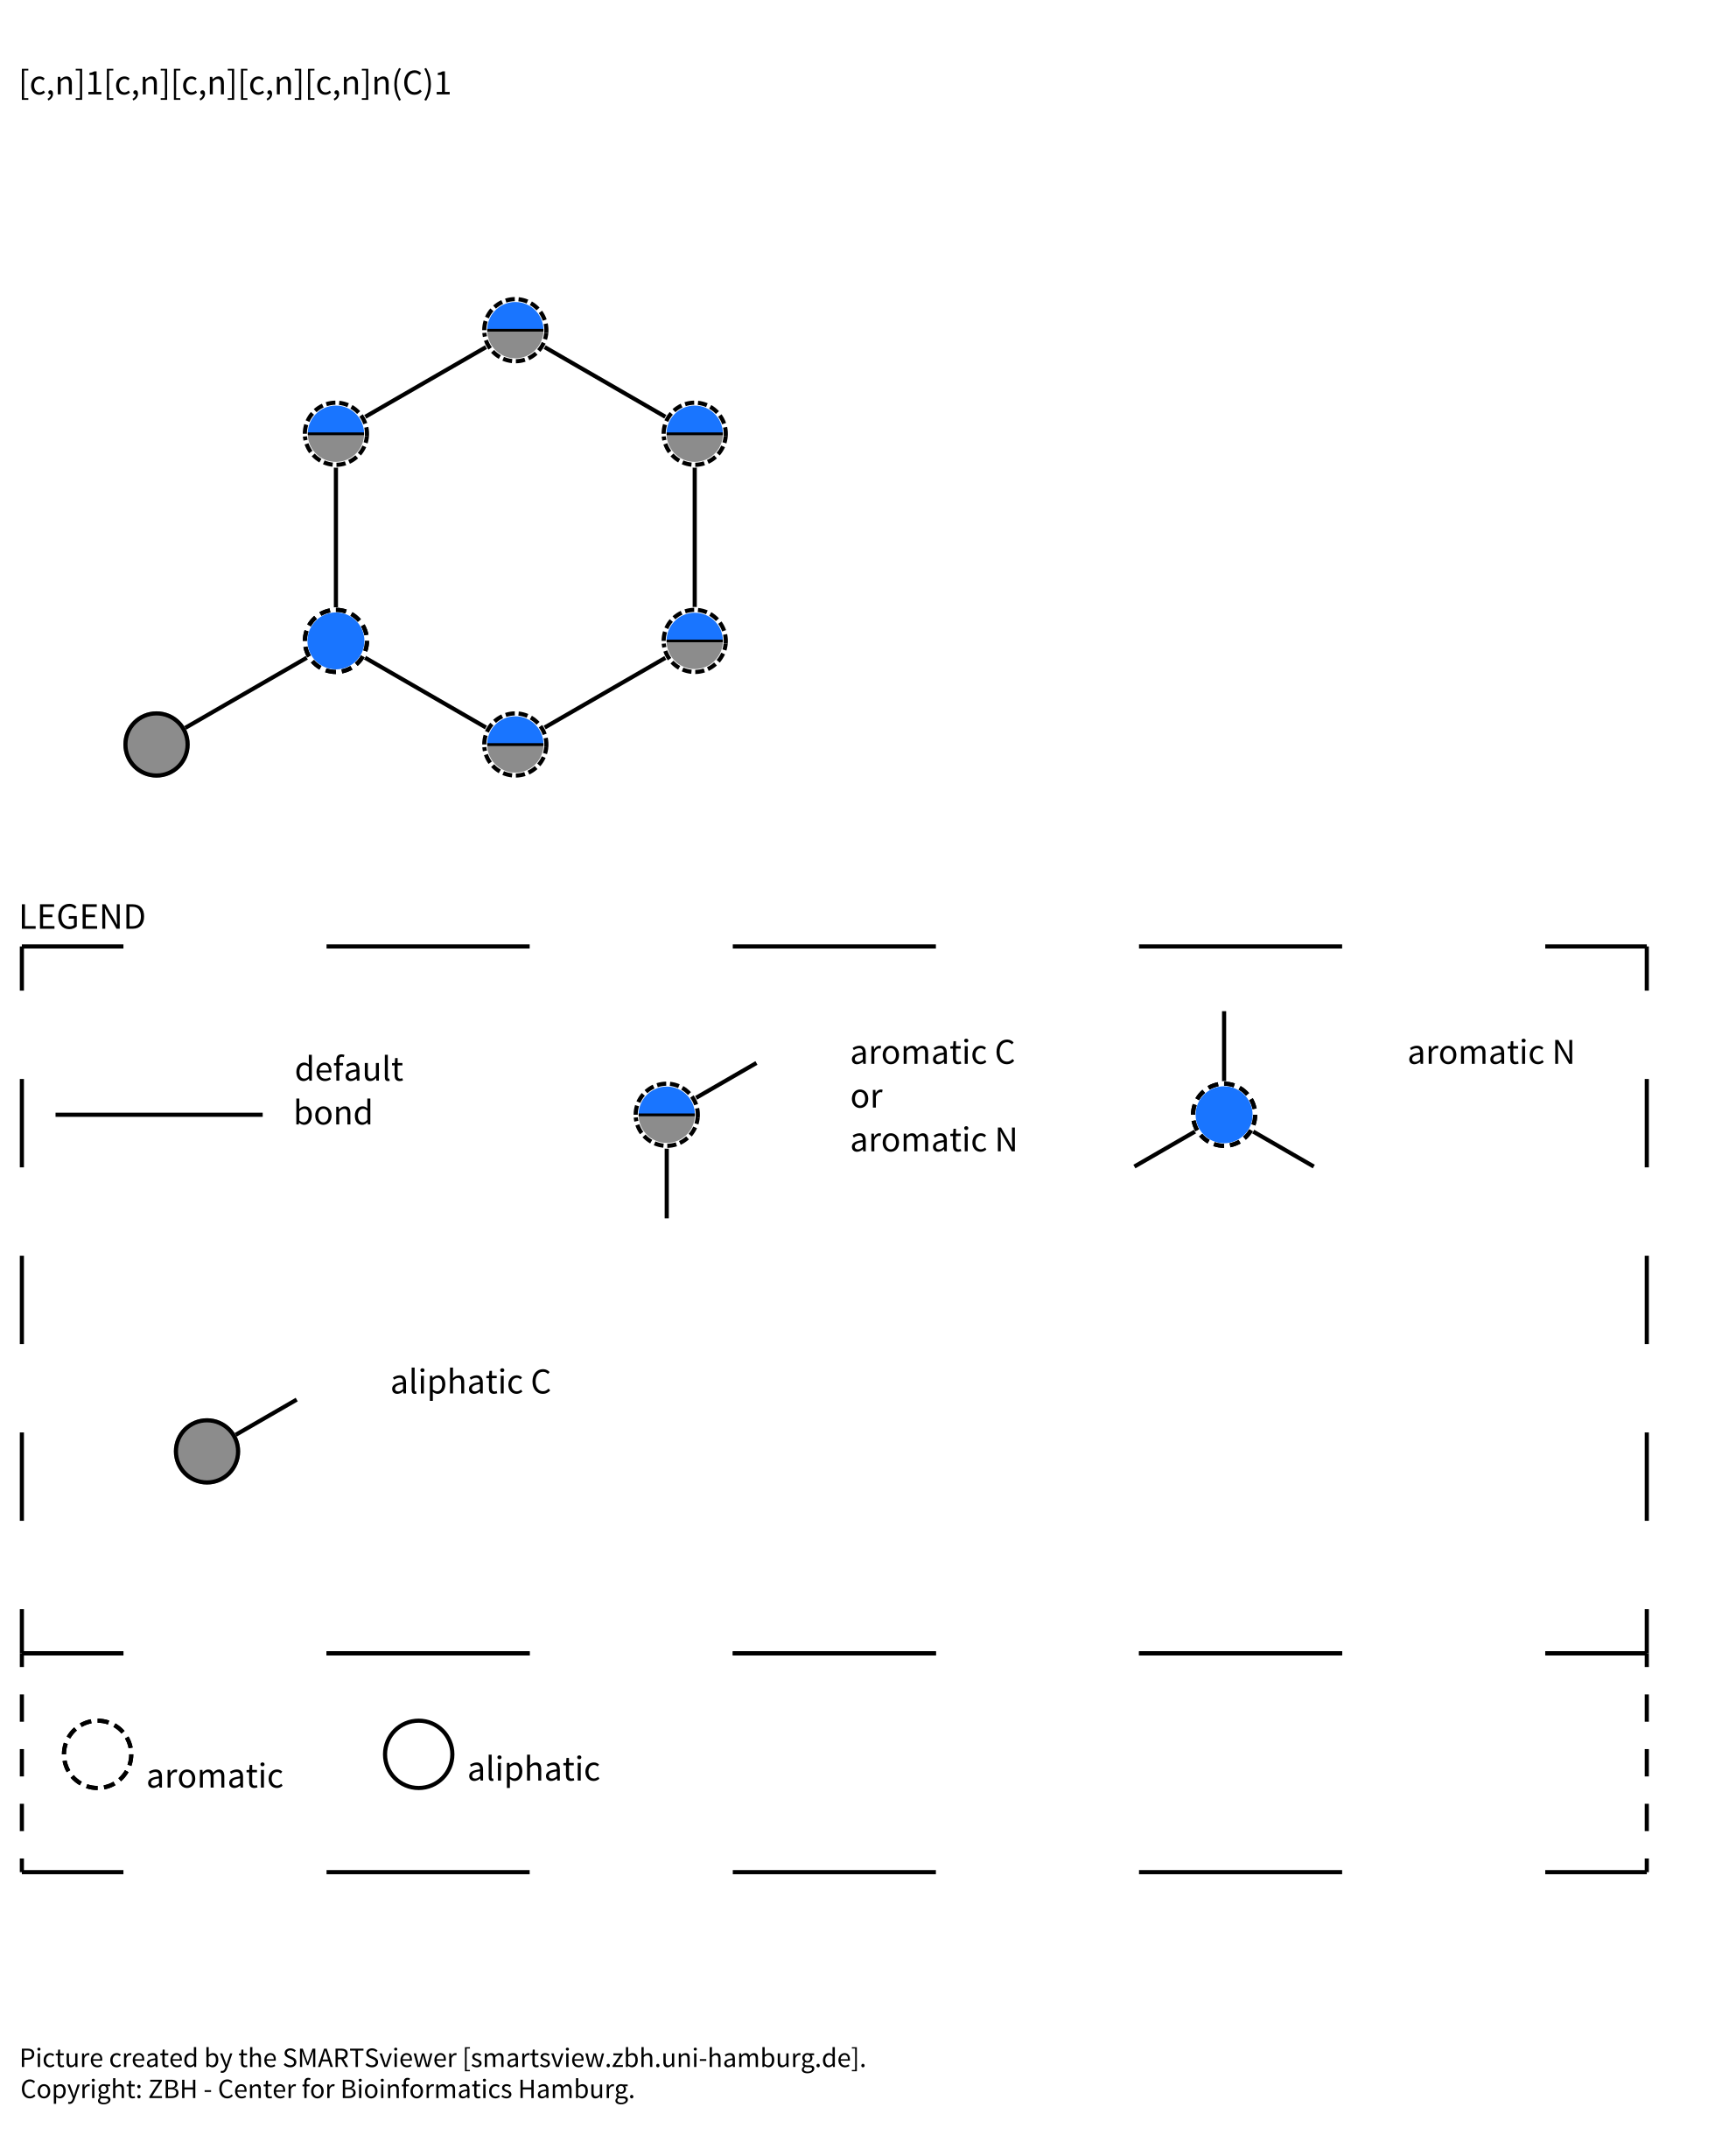 [c,n]1[c,n][c,n][c,n][c,n]n(C)1
LEGEND
default
bond
aromatic C
or
aromatic N
aromatic N
aliphatic C
aromatic
aliphatic
Picture created by the SMARTSviewer [smartsview.zbh.uni-hamburg.de].
Copyright: ZBH - Center for Bioinformatics Hamburg.